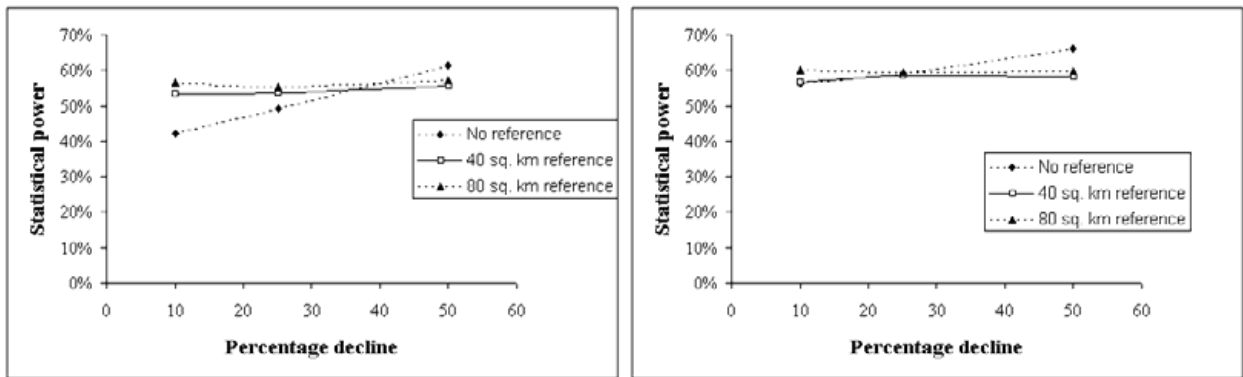 70%
60%
50%
40%
30%
20%
10%
0%
Statistical power
0 10 20 30 40 50 60
Percentage decline
No reference
40 sq. km reference
80 sq. km reference
70%
60%
50%
40%
30%
20%
10%
0%
Statistical power
0 10 20 30 40 50 60
Percentage decline
No reference
40 sq. km reference
80 sq. km reference